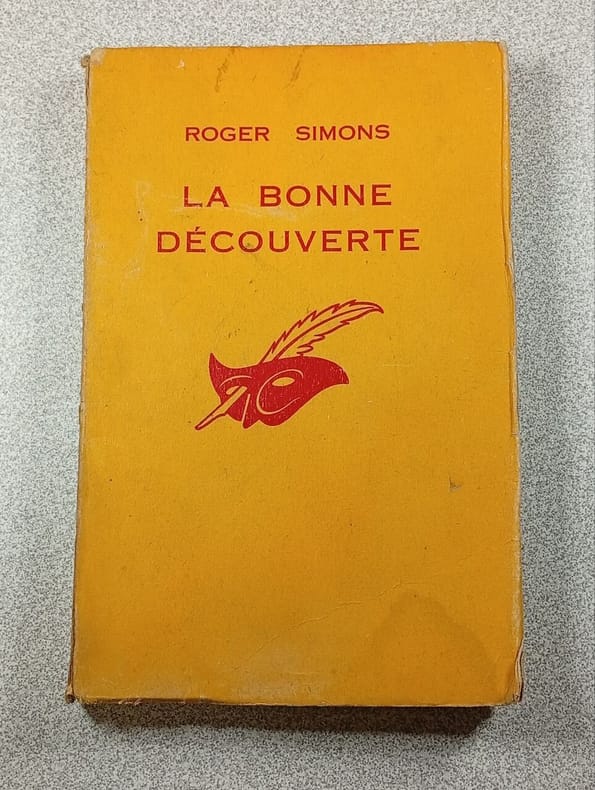 ROGER SIMONS
LA BONNE
DÉCOUVERTE